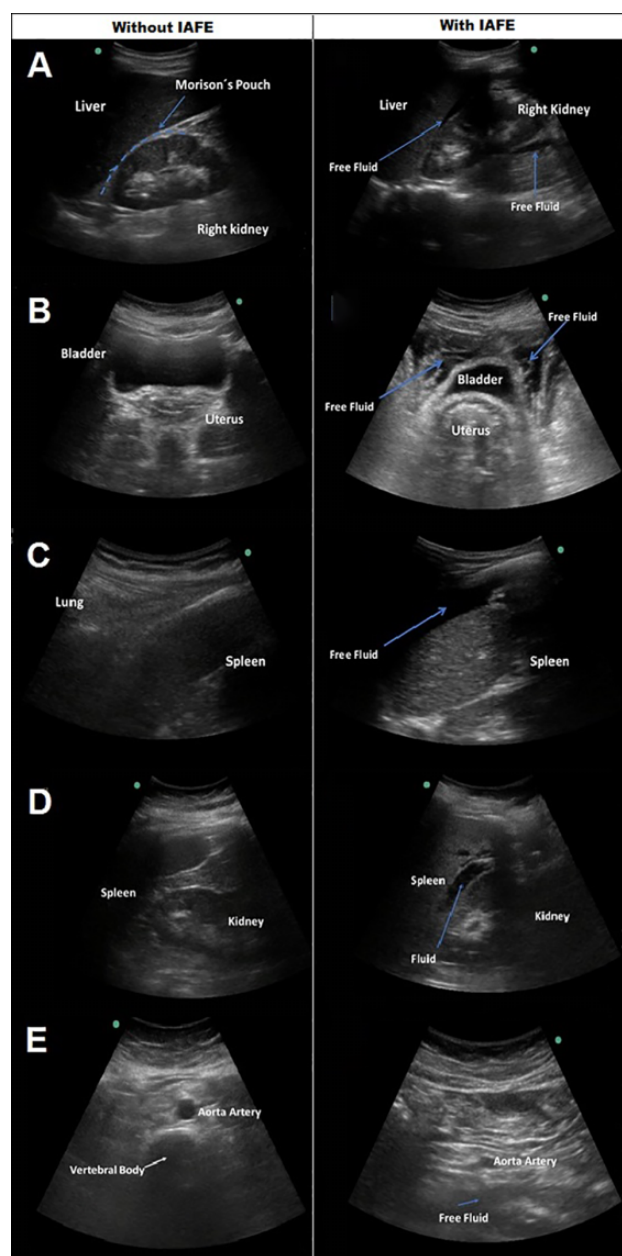 Without IAFE
With IAFE
A
Morison´s Pouch
Liver
Right kidney
Liver
Right Kidney
Free Fluid
Free Fluid
B
Bladder
Uterus
Free Fluid
Free Fluid
Bladder
Uterus
C
Lung
Spleen
Free Fluid
Spleen
D
Spleen
Kidney
Spleen
Kidney
Fluid
E
Aorta Artery
Vertebral Body
Aorta Artery
Free Fluid